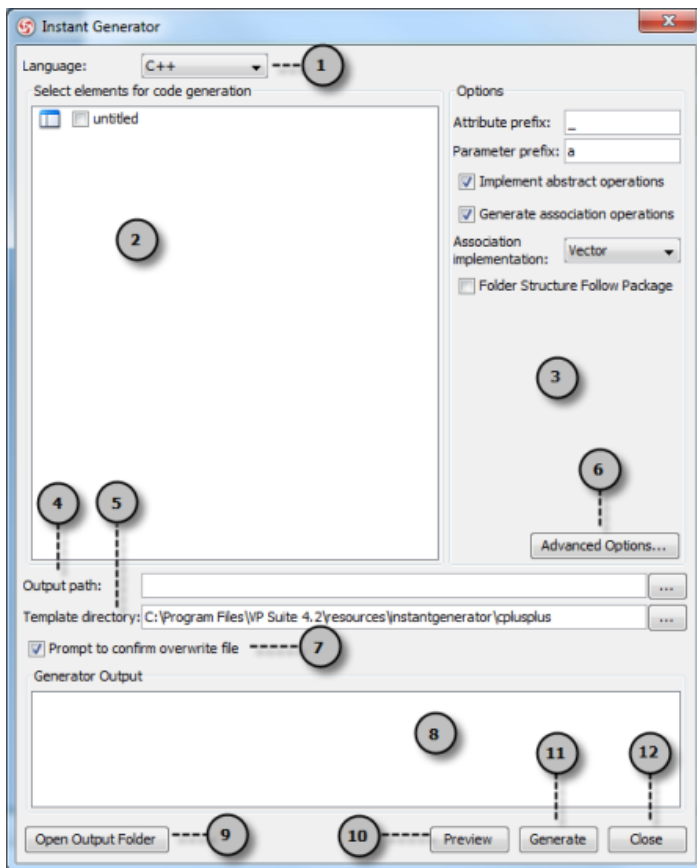 Instant Generator
Language: C++ 1
Select elements for code generation
untitled
2
Options
Attribute prefix: _
Parameter prefix: a
Implement abstract operations
Generate association operations
Association
implementation: Vector
Folder Structure Follow Package
3
4 5 6
Advanced Options...
Output path: ...
Template directory: C:\Program Files\VP Suite 4.2\resources\instantgenerator\cplusplus ...
Prompt to confirm overwrite file 7
Generator Output
8
11 12
Open Output Folder 9 10 Preview Generate Close